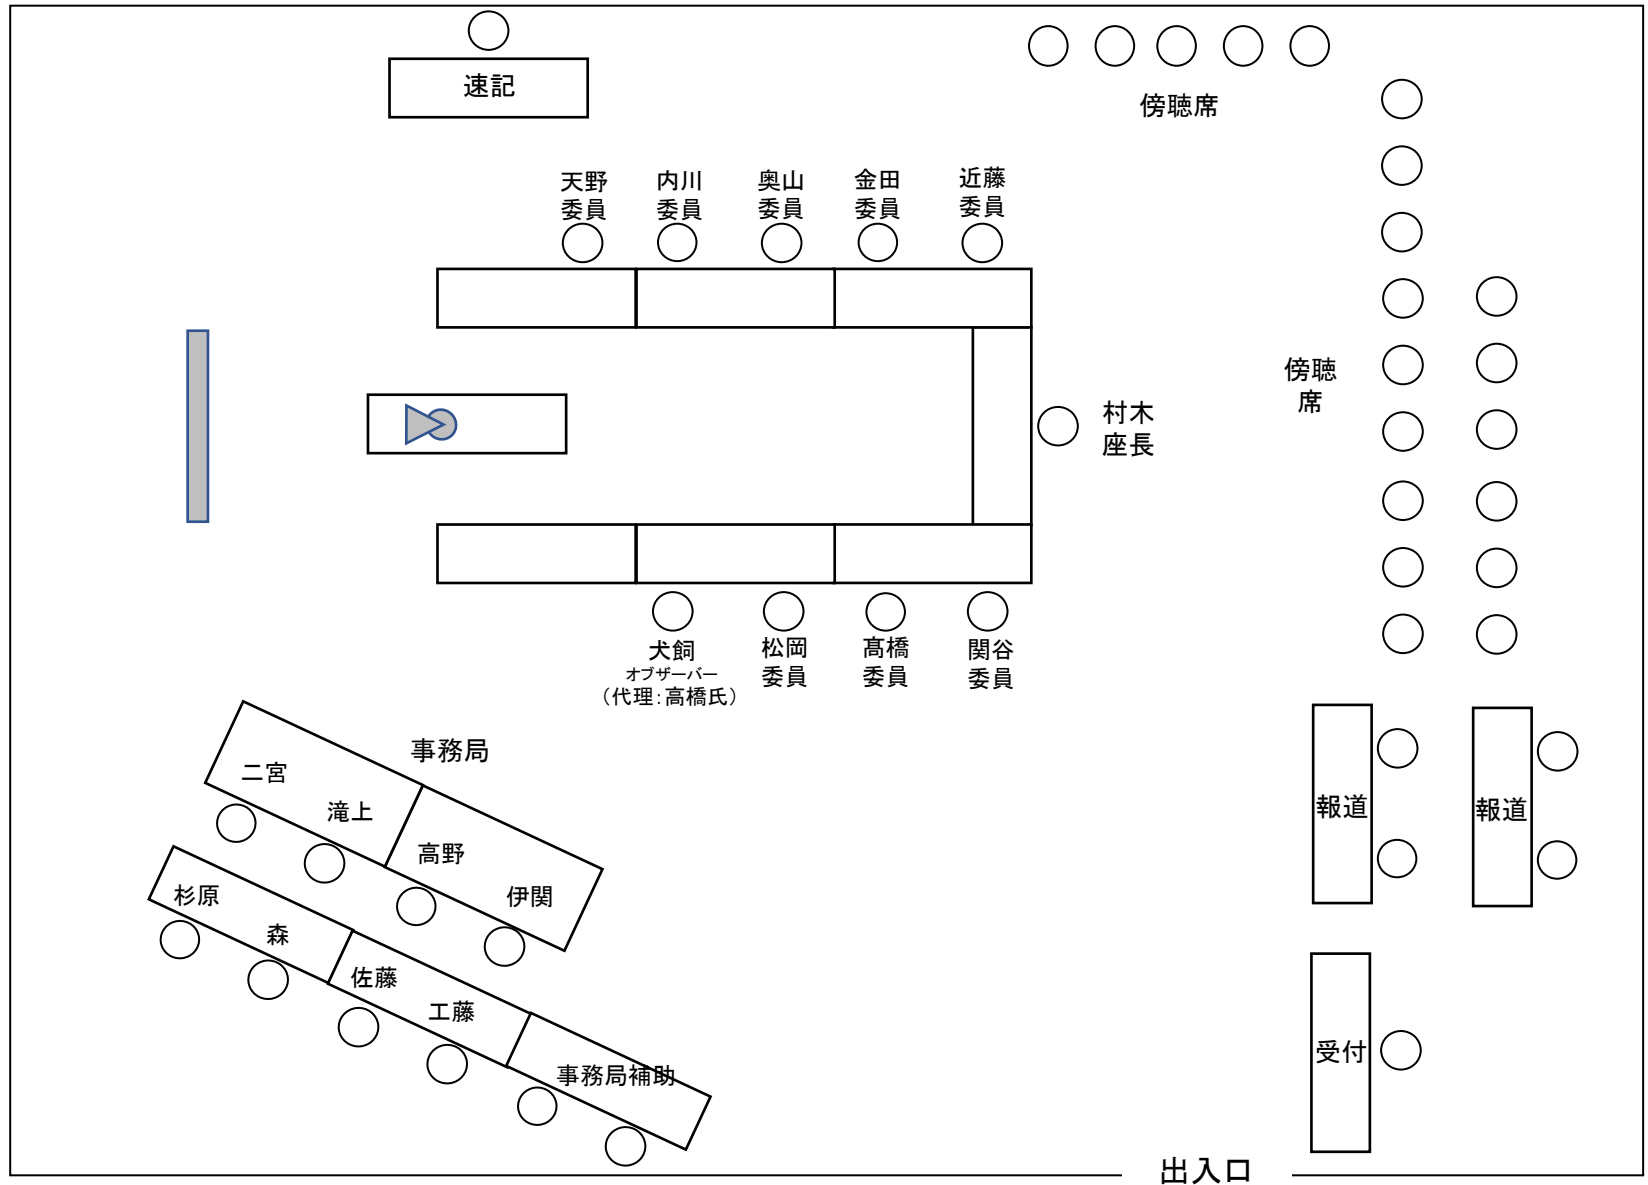 速記
傍聴席
天野
委員
内川
委員
奥山
委員
金田
委員
近藤
委員
傍聴
席
村木
座長
犬飼
オブザーバー
（代理：高橋氏）
松岡
委員
髙橋
委員
関谷
委員
事務局
二宮
滝上
高野
伊関
杉原
森
佐藤
工藤
事務局補助
報道
報道
受付
出入口